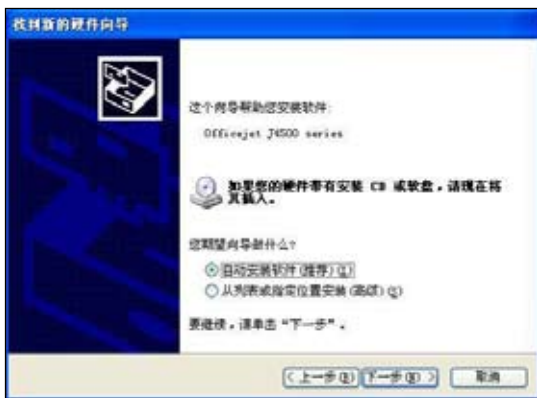 找到新的硬件向导
这个向导帮助您安装软件:
Officejet J4500 series
如果您的硬件带有安装 CD 或软盘，请现在将
其插入。
您期望向导做什么?
自动安装软件(推荐)(I)
从列表或指定位置安装(高级)(S)
要继续，请单击“下一步”。
< 上一步(B)
下一步(N) >
取消